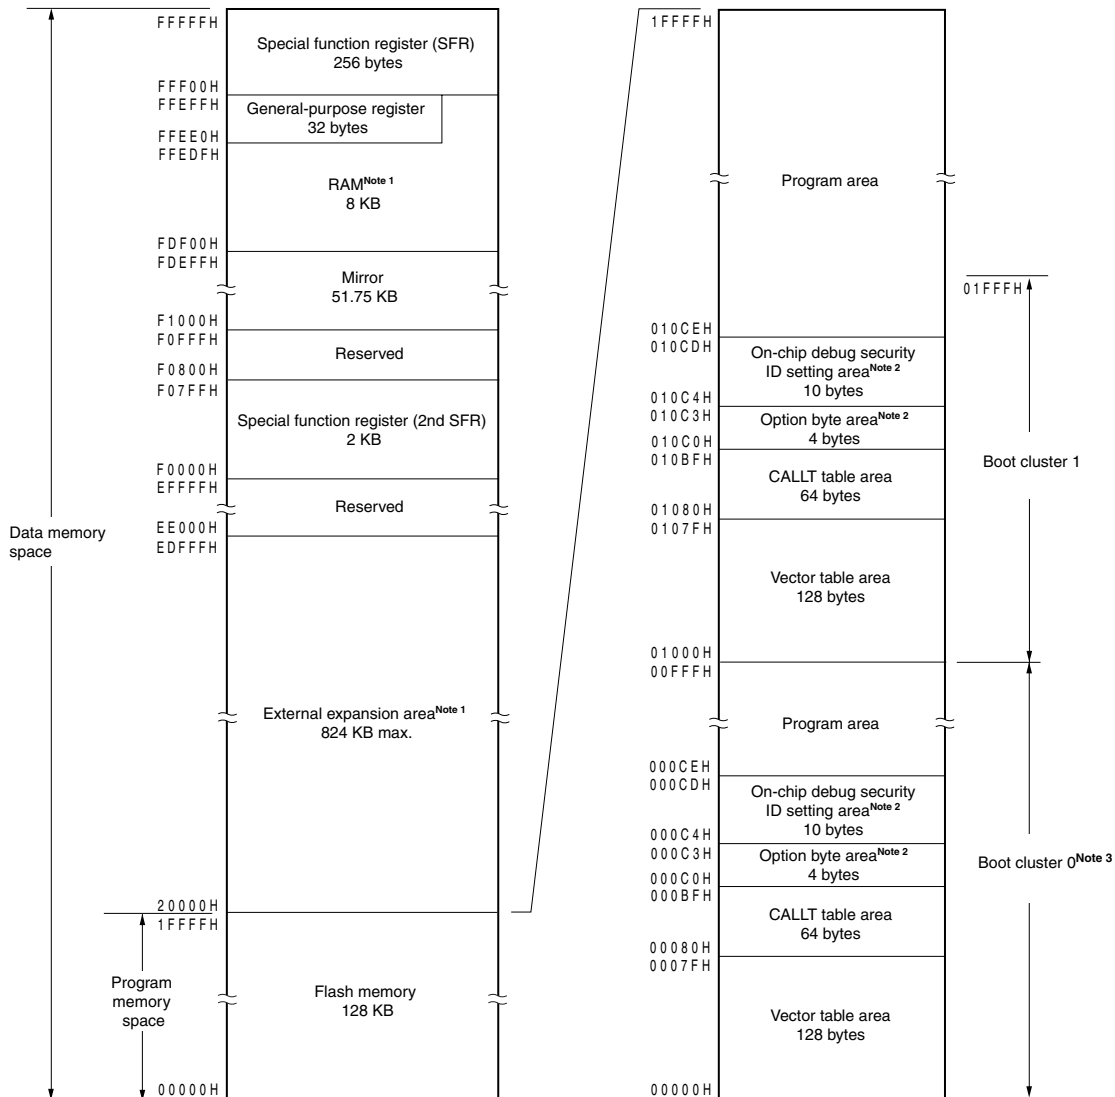 FFFFFH
Special function register (SFR)
256 bytes
FFF00H
FFEFFH
General-purpose register
32 bytes
FFEE0H
FFEDFH
RAMNote 1
8 KB
FDF00H
FDEFFH
Mirror
51.75 KB
F1000H
F0FFFH
Reserved
F0800H
F07FFH
Special function register (2nd SFR)
2 KB
F0000H
EFFFFH
Reserved
EE000H
EDFFFH
Data memory
space
External expansion areaNote 1
824 KB max.
20000H
1FFFFH
Program
memory
space
Flash memory
128 KB
00000H
1FFFFH
Program area
01FFFH
010CEH
010CDH
On-chip debug security
ID setting areaNote 2
10 bytes
010C4H
010C3H
Option byte areaNote 2
4 bytes
010C0H
010BFH
CALLT table area
64 bytes
Boot cluster 1
01080H
0107FH
Vector table area
128 bytes
01000H
00FFFH
Program area
000CEH
000CDH
On-chip debug security
ID setting areaNote 2
10 bytes
000C4H
000C3H
Option byte areaNote 2
4 bytes
Boot cluster 0Note 3
000C0H
000BFH
CALLT table area
64 bytes
00080H
0007FH
Vector table area
128 bytes
00000H